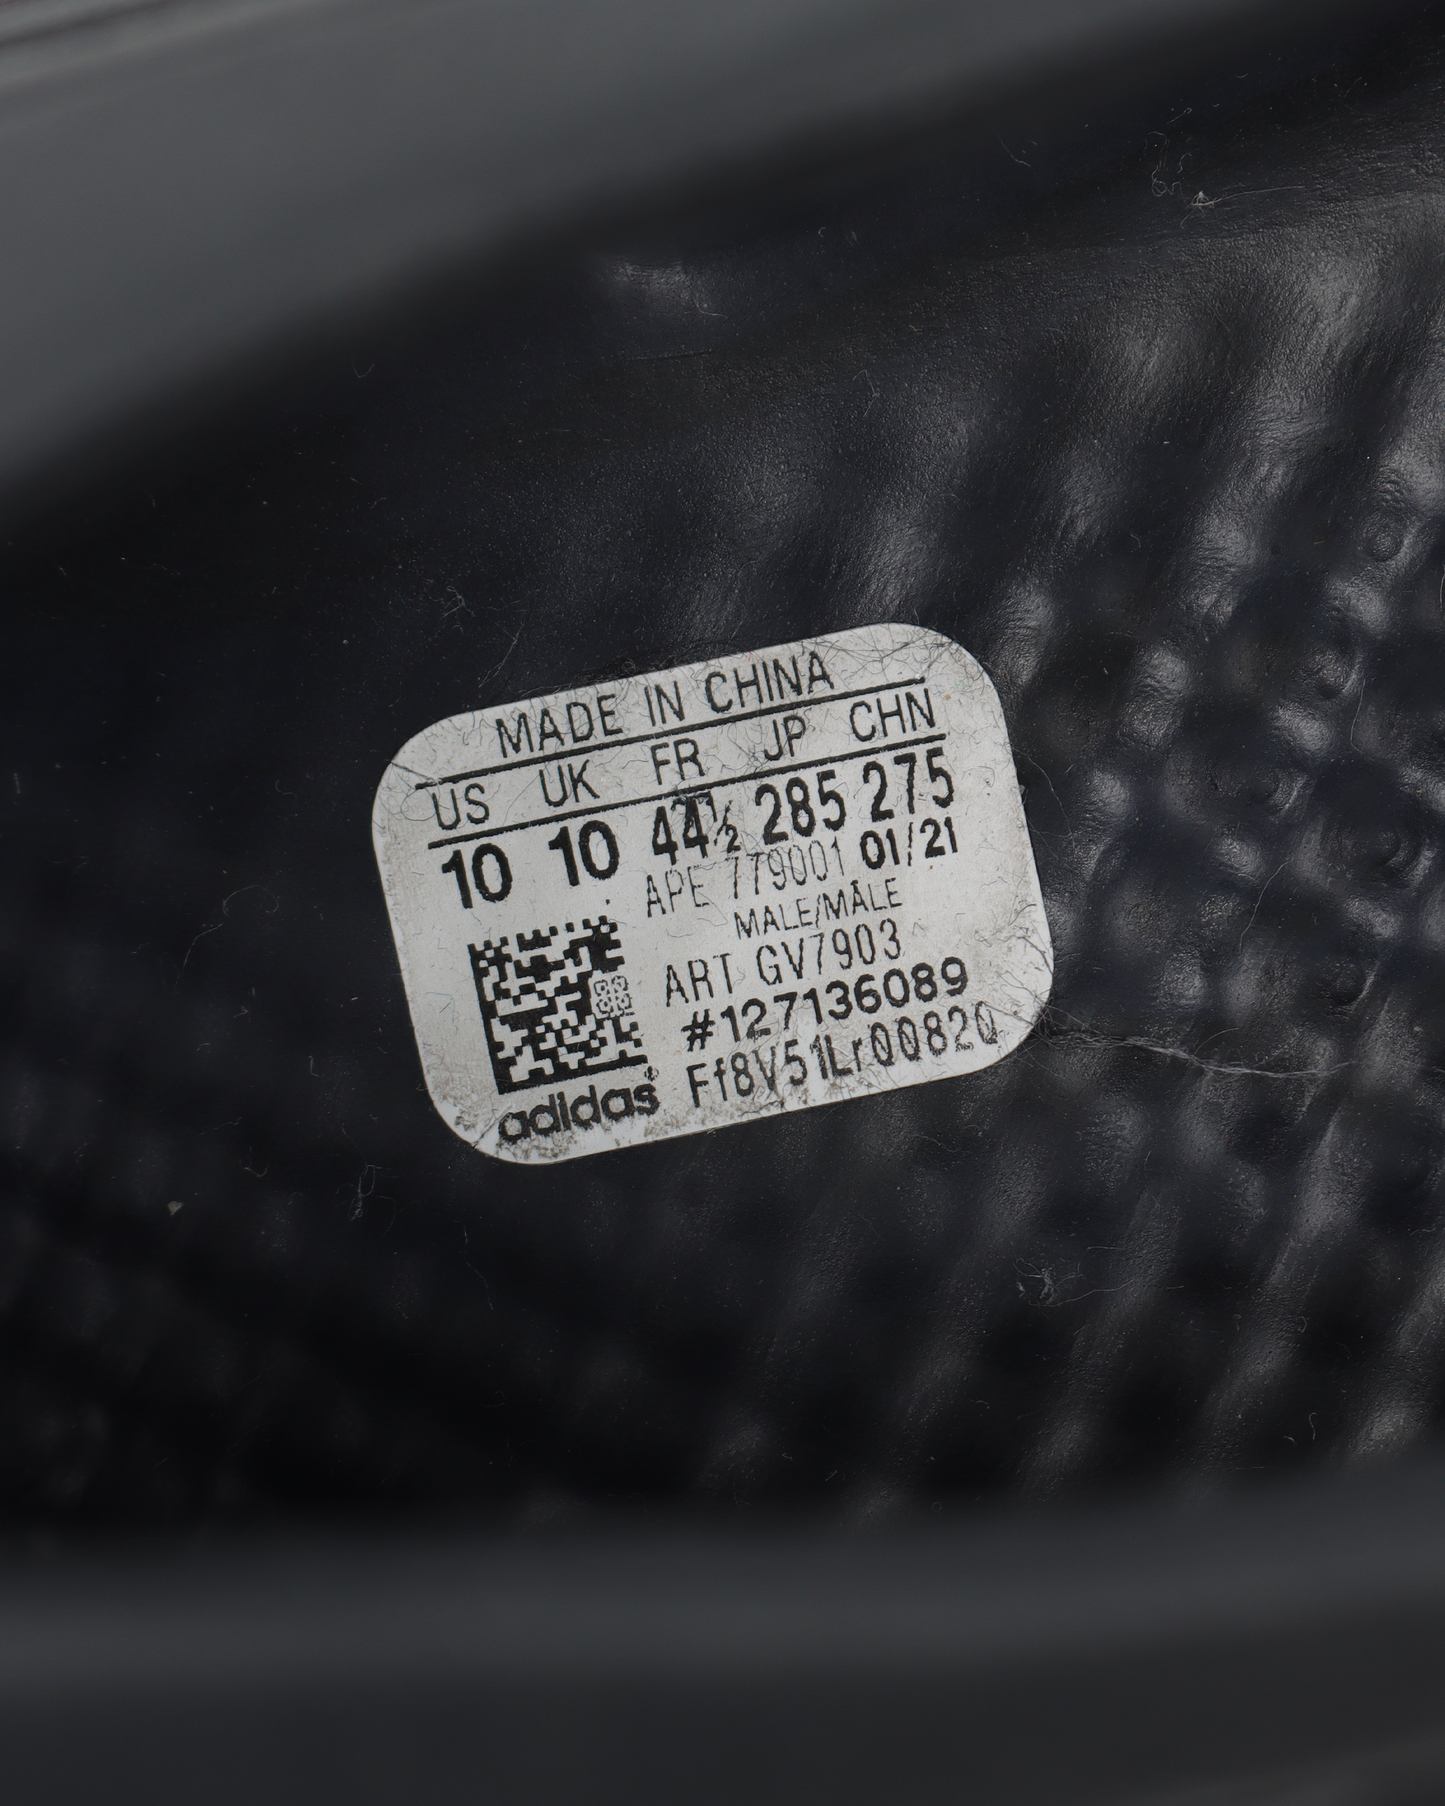 MADE IN CHINA
US UK FR JP CHN
10 10 44½ 285 275
APE 779001 01/21
MALE/MÂLE
ART GV7903
#127136089
Ff8V51Lr0082Q
adidas